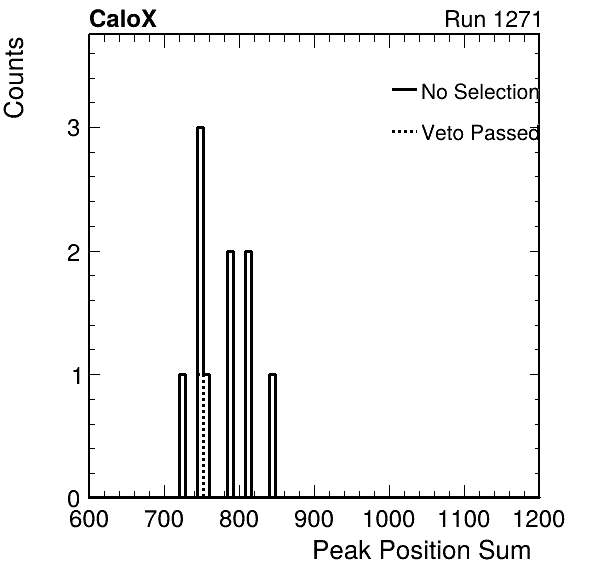 CaloX Run 1271
Counts
No Selection
Veto Passed
3
2
1
0
600 700 800 900 1000 1100 1200
Peak Position Sum